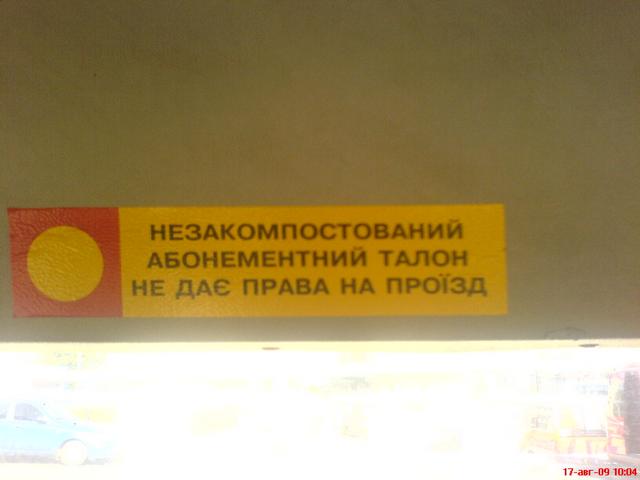 НЕЗАКОМПОСТОВАНИЙ
АБОНЕМЕНТНИЙ ТАЛОН
НЕ ДАЄ ПРАВА НА ПРОЇЗД
17-авг-09 10:04